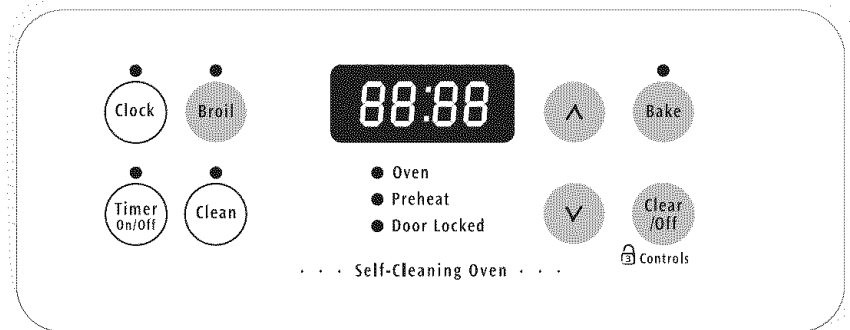 88:88
Clock
Broil
∧
Bake
Oven
Preheat
Door Locked
Timer
On/Off
Clean
∨
Clear
/Off
3 Controls
· · · Self-Cleaning Oven · · ·